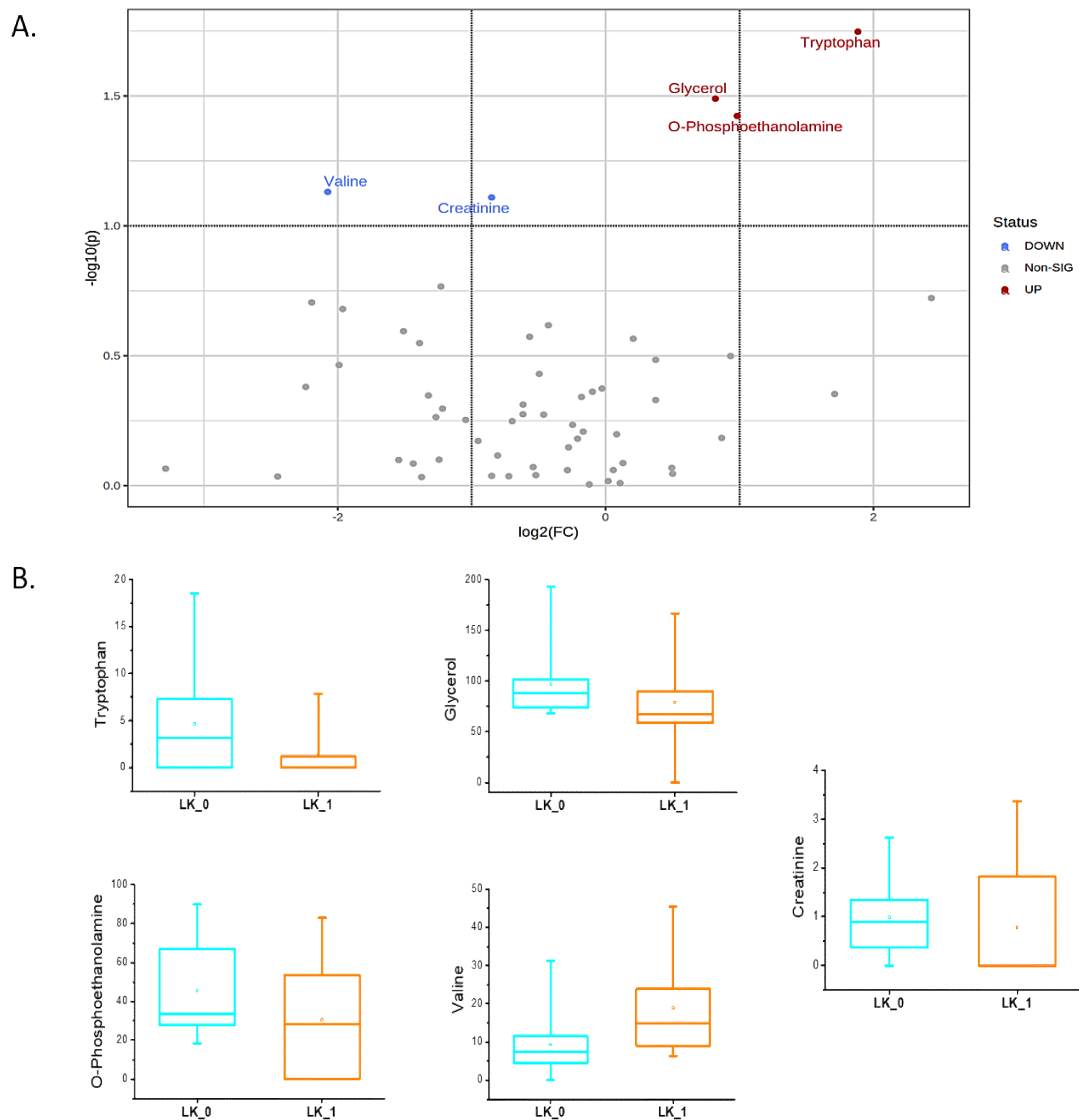 A.
Tryptophan
Glycerol
O-Phosphoethanolamine
Valine
Creatinine
1.5
1.0
0.5
0.0
-log10(p)
-2
0
2
log2(FC)
Status
DOWN
Non-SIG
UP
B.
Tryptophan
20
15
10
5
0
LK_0
LK_1
Glycerol
200
150
100
50
0
LK_0
LK_1
Creatinine
4
3
2
1
0
LK_0
LK_1
O-Phosphoethanolamine
100
80
60
40
20
0
LK_0
LK_1
Valine
50
40
30
20
10
0
LK_0
LK_1